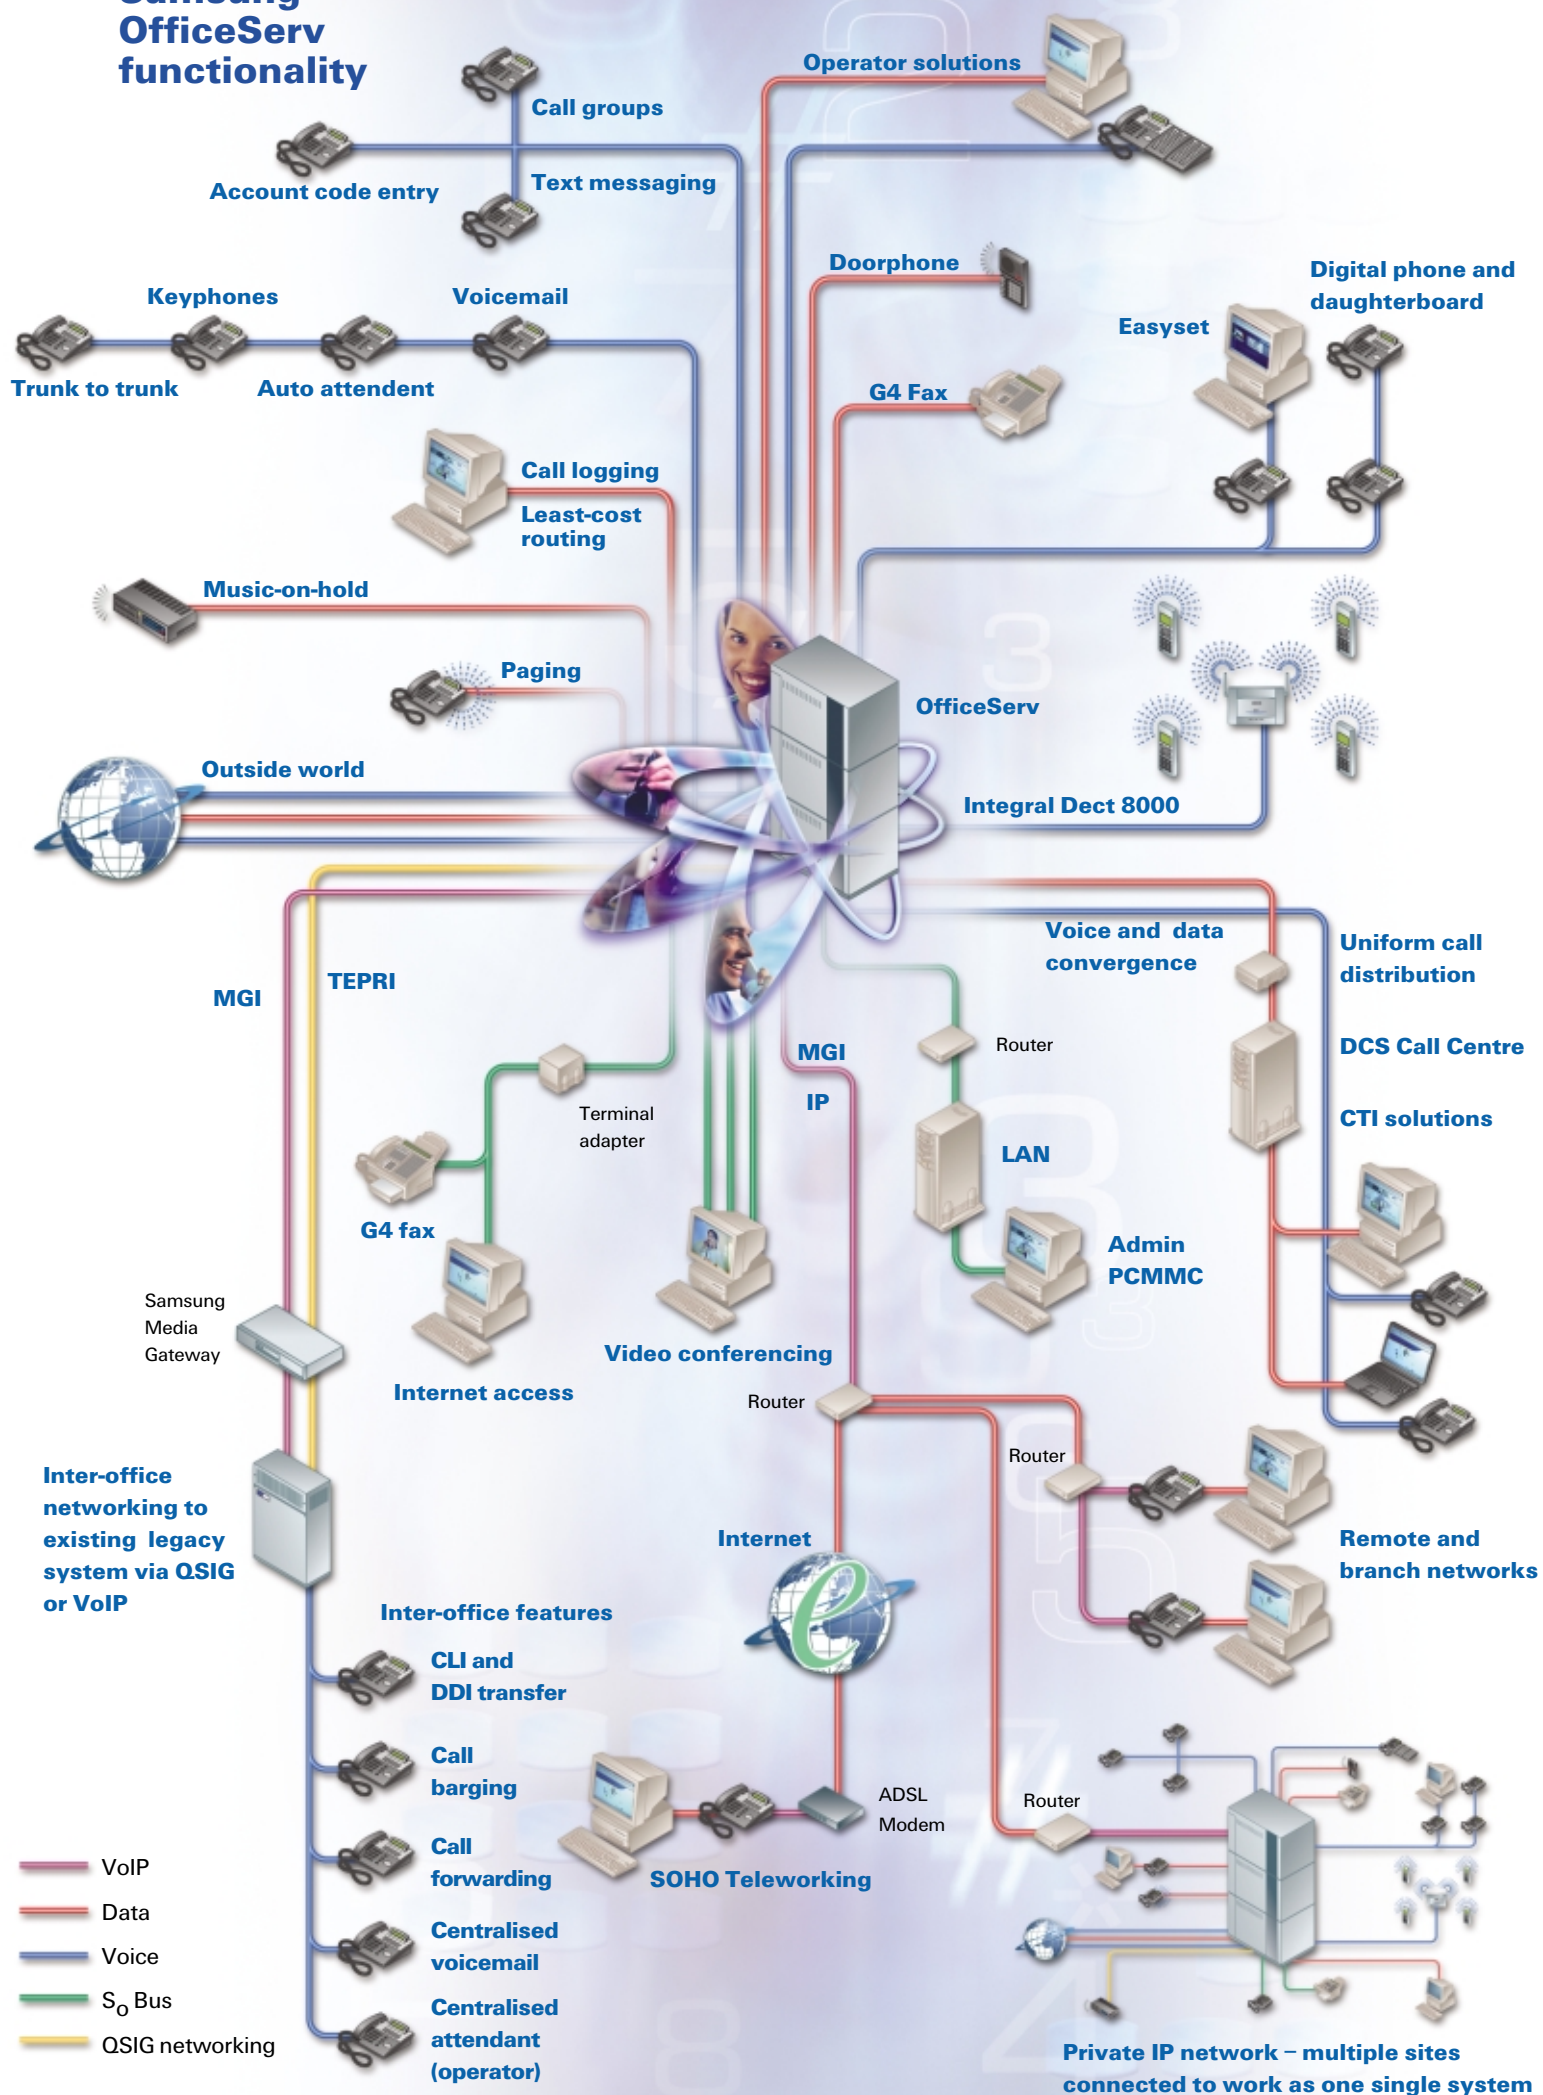 Samsung
OfficeServ
functionality
Operator solutions
Call groups
Account code entry
Text messaging
Doorphone
Digital phone and
daughterboard
Keyphones
Voicemail
Easyset
Trunk to trunk
Auto attendent
G4 Fax
Call logging
Least-cost
routing
Music-on-hold
Paging
OfficeServ
Outside world
Integral Dect 8000
Voice and data
convergence
Uniform call
distribution
MGI
TEPRI
MGI
IP
Router
DCS Call Centre
Terminal
adapter
CTI solutions
LAN
G4 fax
Admin
PCMMC
Samsung
Media
Gateway
Video conferencing
Internet access
Router
Router
Inter-office
networking to
existing legacy
system via QSIG
or VoIP
Internet
Remote and
branch networks
Inter-office features
CLI and
DDI transfer
Call
barging
ADSL
Modem
Router
Call
forwarding
SOHO Teleworking
Centralised
voicemail
Centralised
attendant
(operator)
VoIP
Data
Voice
So Bus
QSIG networking
Private IP network – multiple sites
connected to work as one single system